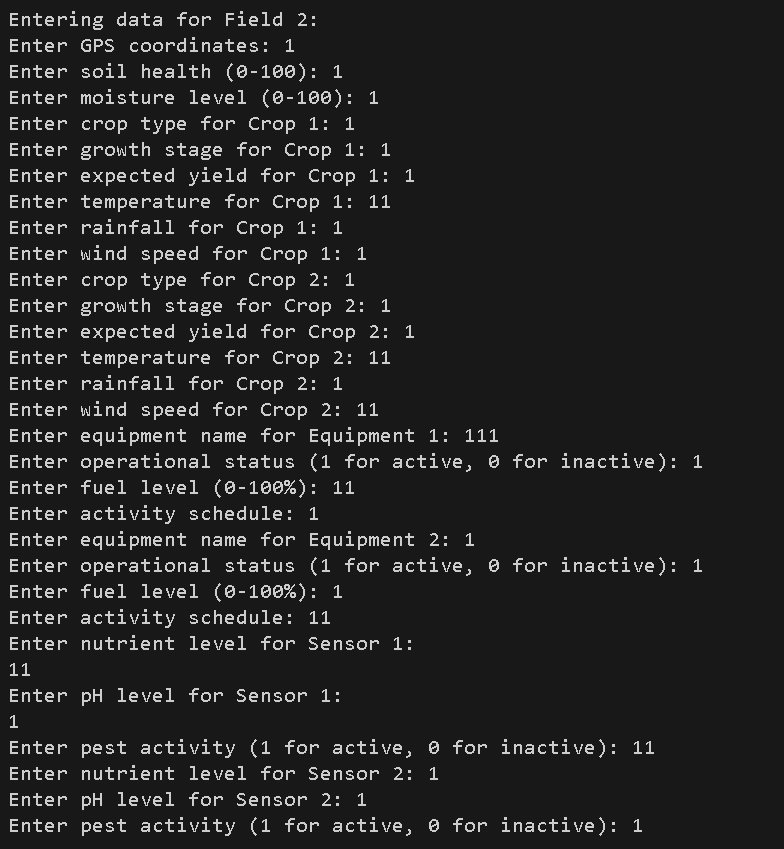 Entering data for Field 2:
Enter GPS coordinates: 1
Enter soil health (0-100): 1
Enter moisture level (0-100): 1
Enter crop type for Crop 1: 1
Enter growth stage for Crop 1: 1
Enter expected yield for Crop 1: 1
Enter temperature for Crop 1: 11
Enter rainfall for Crop 1: 1
Enter wind speed for Crop 1: 1
Enter crop type for Crop 2: 1
Enter growth stage for Crop 2: 1
Enter expected yield for Crop 2: 1
Enter temperature for Crop 2: 11
Enter rainfall for Crop 2: 1
Enter wind speed for Crop 2: 11
Enter equipment name for Equipment 1: 111
Enter operational status (1 for active, 0 for inactive): 1
Enter fuel level (0-100%): 11
Enter activity schedule: 1
Enter equipment name for Equipment 2: 1
Enter operational status (1 for active, 0 for inactive): 1
Enter fuel level (0-100%): 1
Enter activity schedule: 11
Enter nutrient level for Sensor 1:
11
Enter pH level for Sensor 1:
1
Enter pest activity (1 for active, 0 for inactive): 11
Enter nutrient level for Sensor 2: 1
Enter pH level for Sensor 2: 1
Enter pest activity (1 for active, 0 for inactive): 1